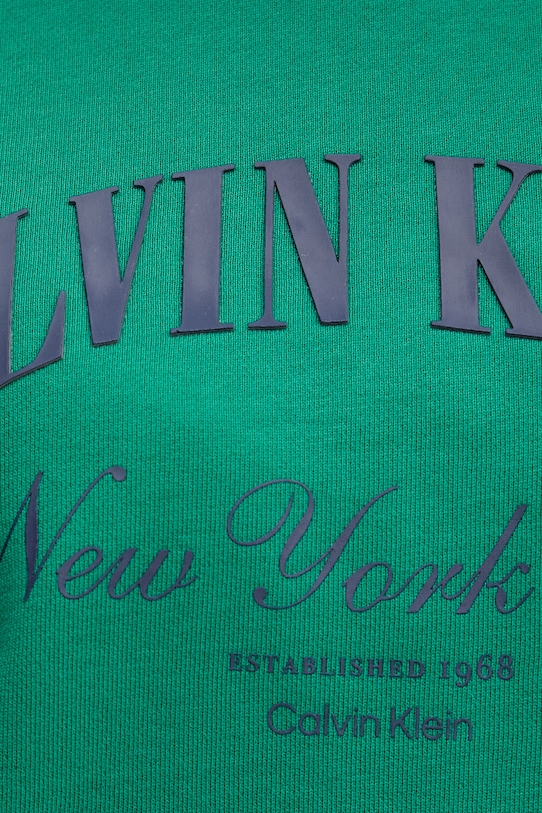 LVIN K
New York
ESTABLISHED 1968
Calvin Klein